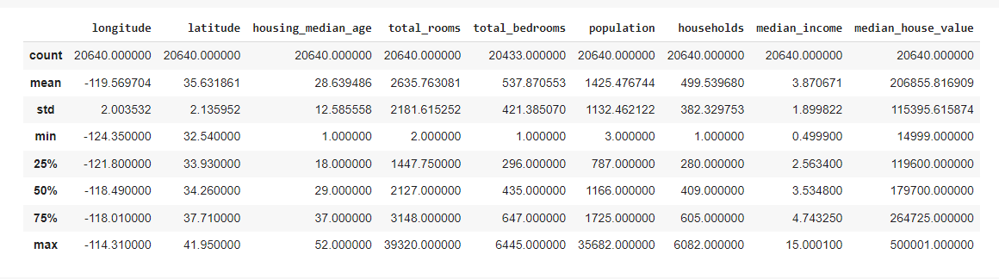 longitude latitude housing_median_age total_rooms total_bedrooms population households median_income median_house_value
count 20640.000000 20640.000000 20640.000000 20640.000000 20433.000000 20640.000000 20640.000000 20640.000000 20640.000000
mean -119.569704 35.631861 28.639486 2635.763081 537.870553 1425.476744 499.539680 3.870671 206855.816909
std 2.003532 2.135952 12.585558 2181.615252 421.385070 1132.462122 382.329753 1.899822 115395.615874
min -124.350000 32.540000 1.000000 2.000000 1.000000 3.000000 1.000000 0.499900 14999.000000
25% -121.800000 33.930000 18.000000 1447.750000 296.000000 787.000000 280.000000 2.563400 119600.000000
50% -118.490000 34.260000 29.000000 2127.000000 435.000000 1166.000000 409.000000 3.534800 179700.000000
75% -118.010000 37.710000 37.000000 3148.000000 647.000000 1725.000000 605.000000 4.743250 264725.000000
max -114.310000 41.950000 52.000000 39320.000000 6445.000000 35682.000000 6082.000000 15.000100 500001.000000